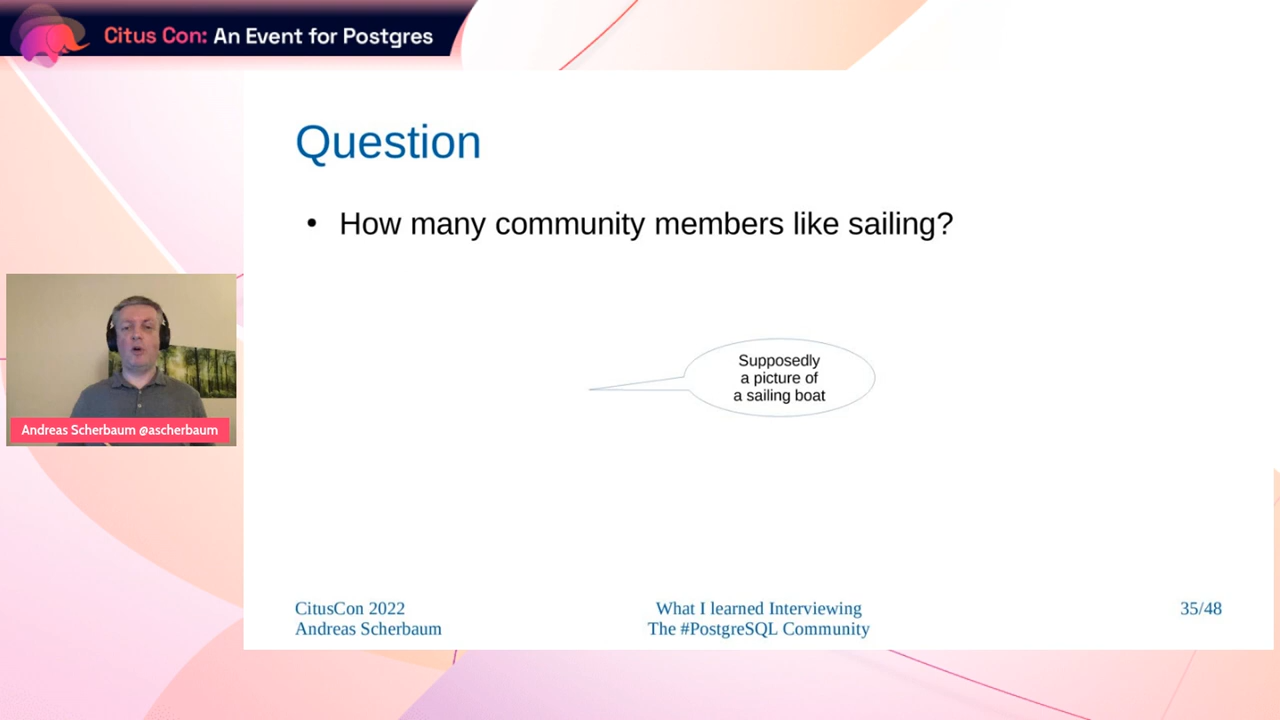 Citus Con: An Event for Postgres
Question
• How many community members like sailing?
Supposedly
a picture of
a sailing boat
Andreas Scherbaum @ascherbaum
CitusCon 2022
Andreas Scherbaum
What I learned Interviewing
The #PostgreSQL Community
35/48